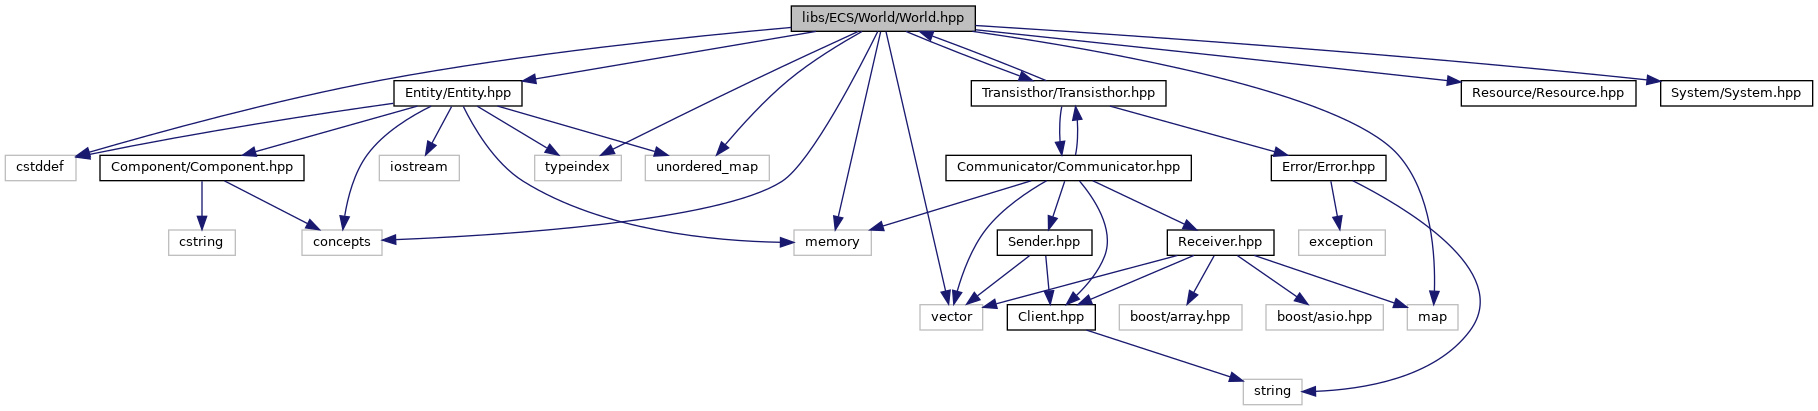 libs/ECS/World/World.hpp
Entity/Entity.hpp
Transisthor/Transisthor.hpp
Resource/Resource.hpp
System/System.hpp
cstddef
Component/Component.hpp
iostream
typeindex
unordered_map
Communicator/Communicator.hpp
Error/Error.hpp
cstring
concepts
memory
Sender.hpp
Receiver.hpp
exception
vector
Client.hpp
boost/array.hpp
boost/asio.hpp
map
string